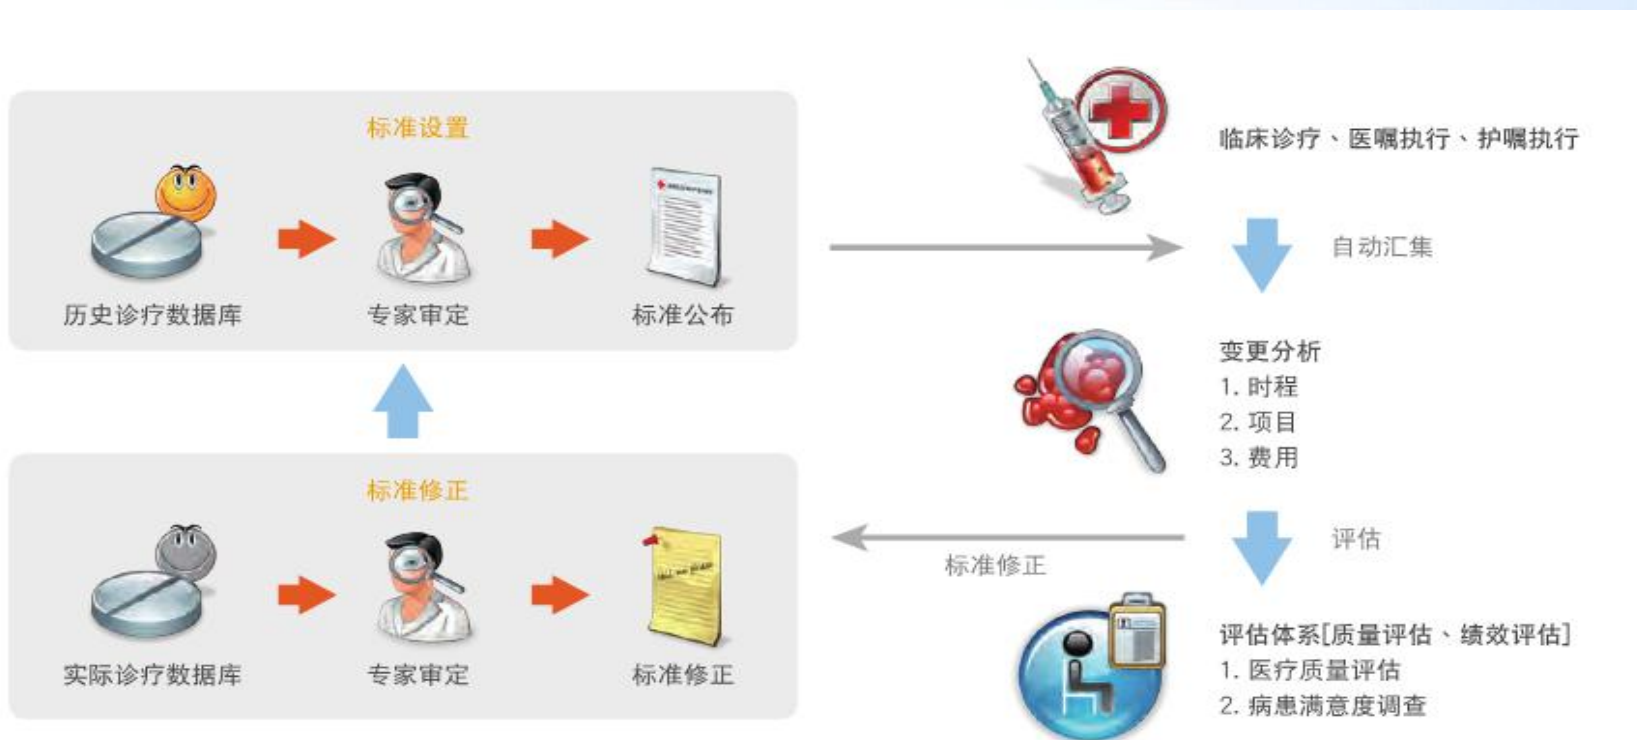 标准设置
历史诊疗数据库
专家审定
标准公布
临床诊疗、医嘱执行、护嘱执行
自动汇集
变更分析
1. 时程
2. 项目
3. 费用
标准修正
实际诊疗数据库
专家审定
标准修正
标准修正
评估
评估体系[质量评估、绩效评估]
1. 医疗质量评估
2. 病患满意度调查